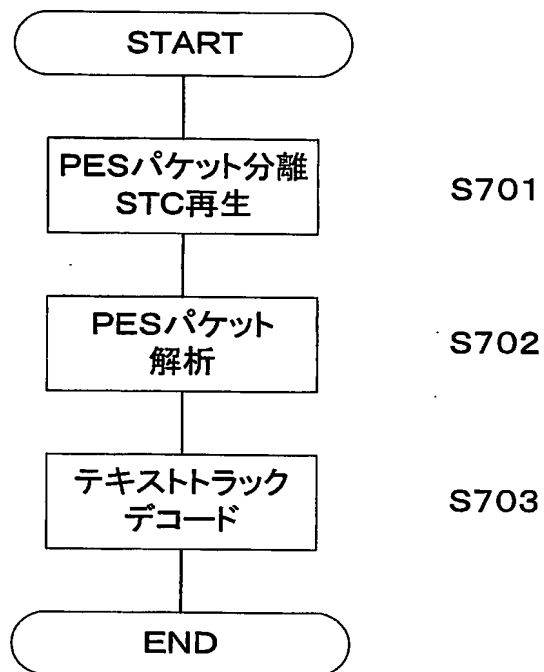 START
PESパケット分離
STC再生
S701
PESパケット
解析
S702
テキストトラック
デコード
S703
END